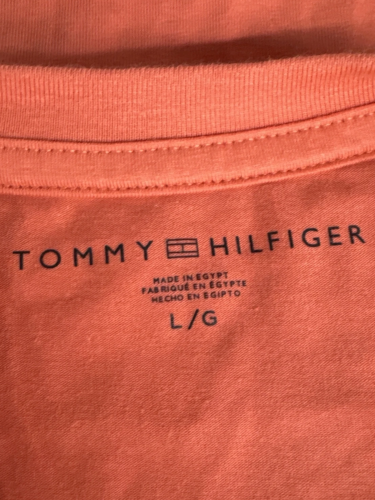 TOMMY HILFIGER
MADE IN EGYPT
FABRIQUÉ EN ÉGYPTE
HECHO EN EGIPTO
L/G